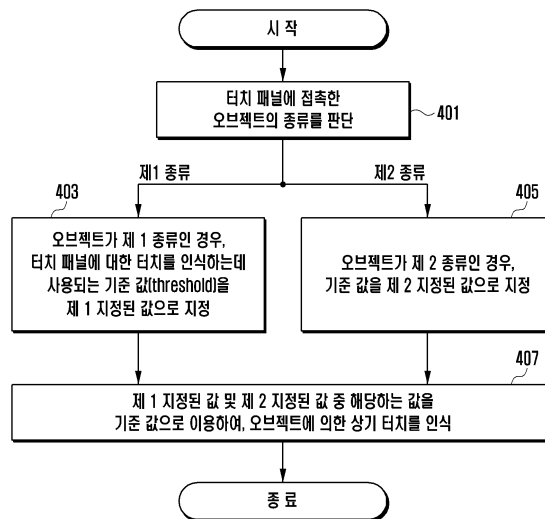 시 작
터치 패널에 접촉한
오브젝트의 종류를 판단
401
제1 종류
제2 종류
403
오브젝트가 제 1 종류인 경우,
터치 패널에 대한 터치를 인식하는데
사용되는 기준 값(threshold)을
제 1 지정된 값으로 지정
405
오브젝트가 제 2 종류인 경우,
기준 값을 제 2 지정된 값으로 지정
407
제 1 지정된 값 및 제 2 지정된 값 중 해당하는 값을
기준 값으로 이용하여, 오브젝트에 의한 상기 터치를 인식
종 료